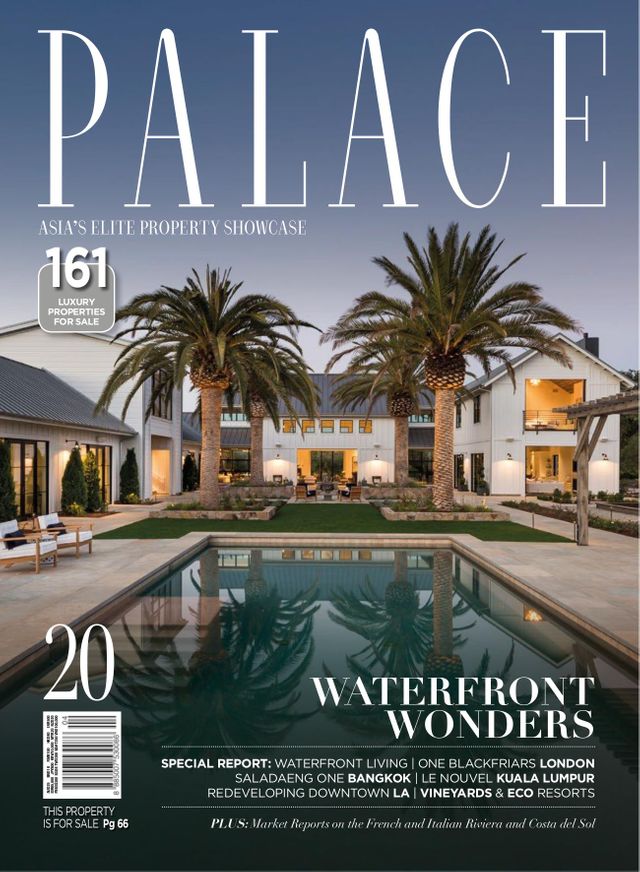 PALACE
ASIA'S ELITE PROPERTY SHOWCASE
161
LUXURY
PROPERTIES
FOR SALE
20
WATERFRONT
WONDERS
SPECIAL REPORT: WATERFRONT LIVING | ONE BLACKFRIARS LONDON
SALADAENG ONE BANGKOK | LE NOUVEL KUALA LUMPUR
REDEVELOPING DOWNTOWN LA | VINEYARDS & ECO RESORTS
PLUS: Market Reports on the French and Italian Riviera and Costa del Sol
04
THIS PROPERTY
IS FOR SALE Pg 66